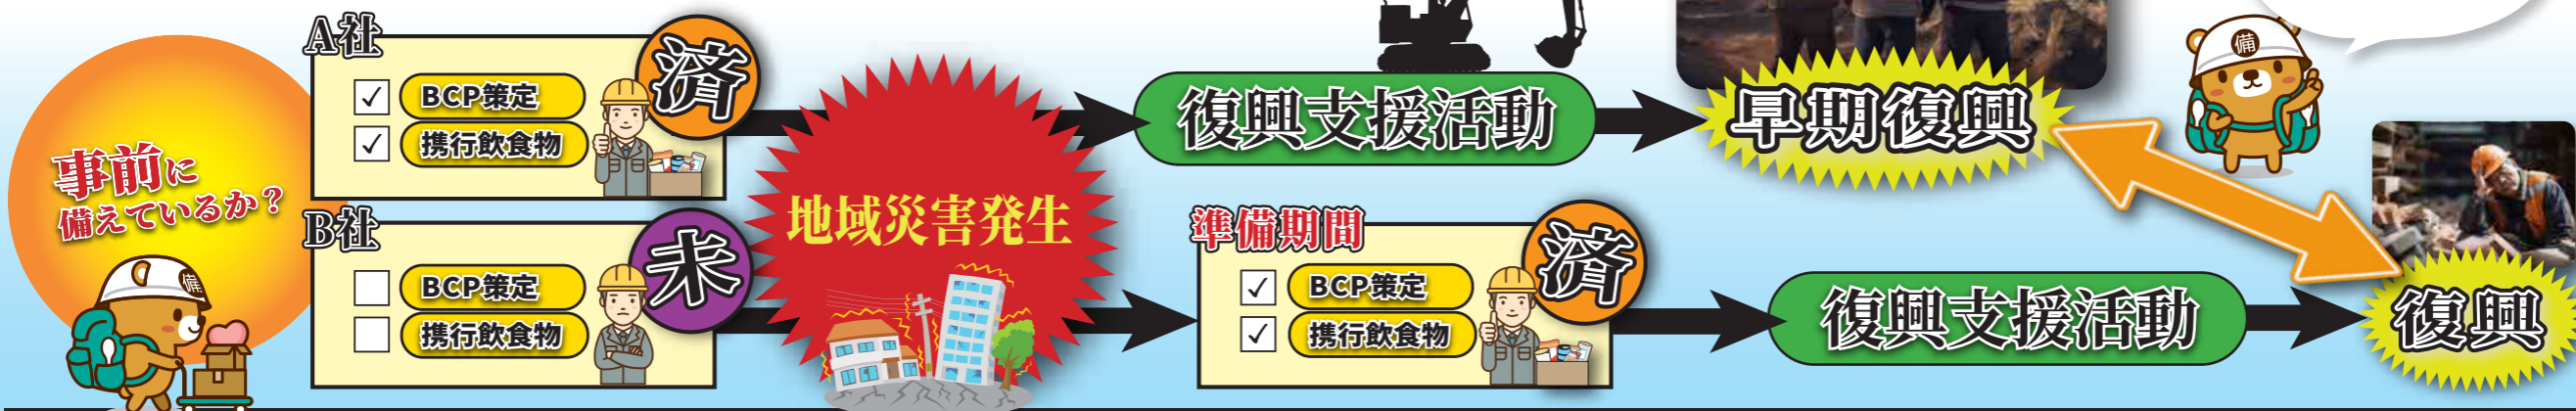 事前に
備えているか?
備
A社
済
BCP策定
携行飲食物
B社
未
BCP策定
携行飲食物
地域災害発生
復興支援活動
早期復興
備
準備期間
済
BCP策定
携行飲食物
復興支援活動
復興